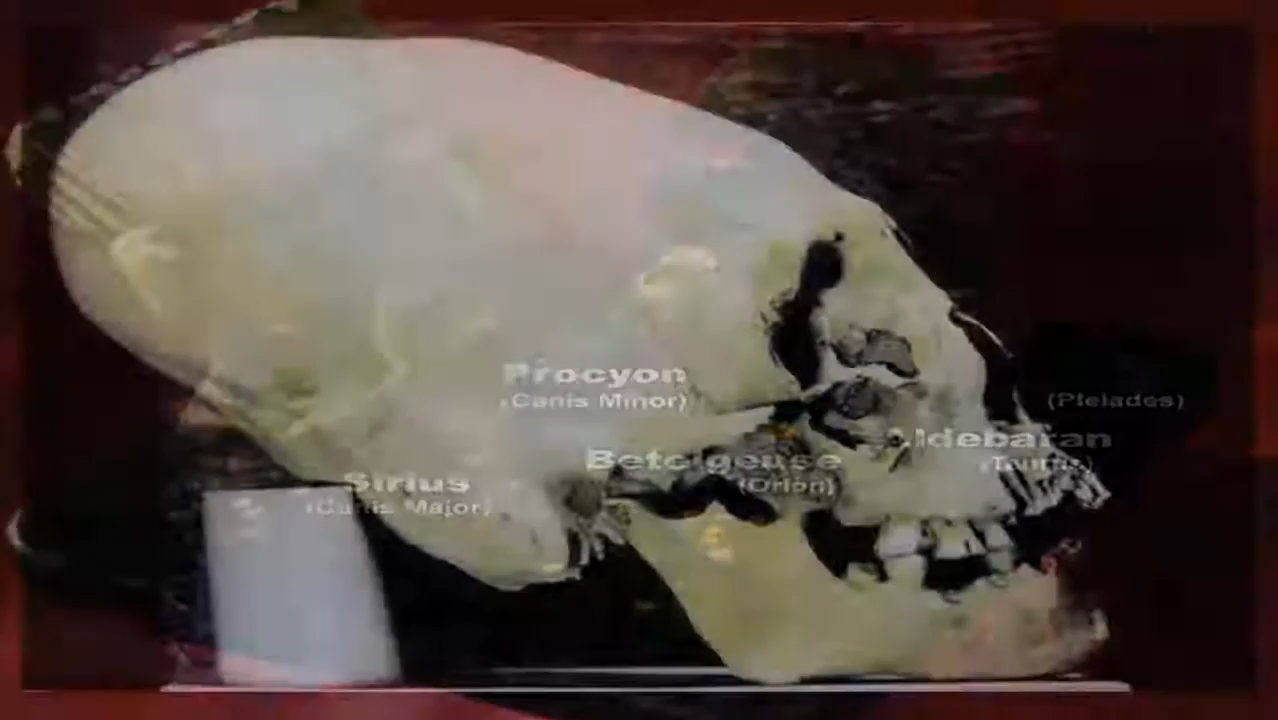 Procyon
(Canis Minor)
(Pleiades)
Aldebaran
(Taurus)
Betelgeuse
(Orion)
Sirius
(Canis Major)